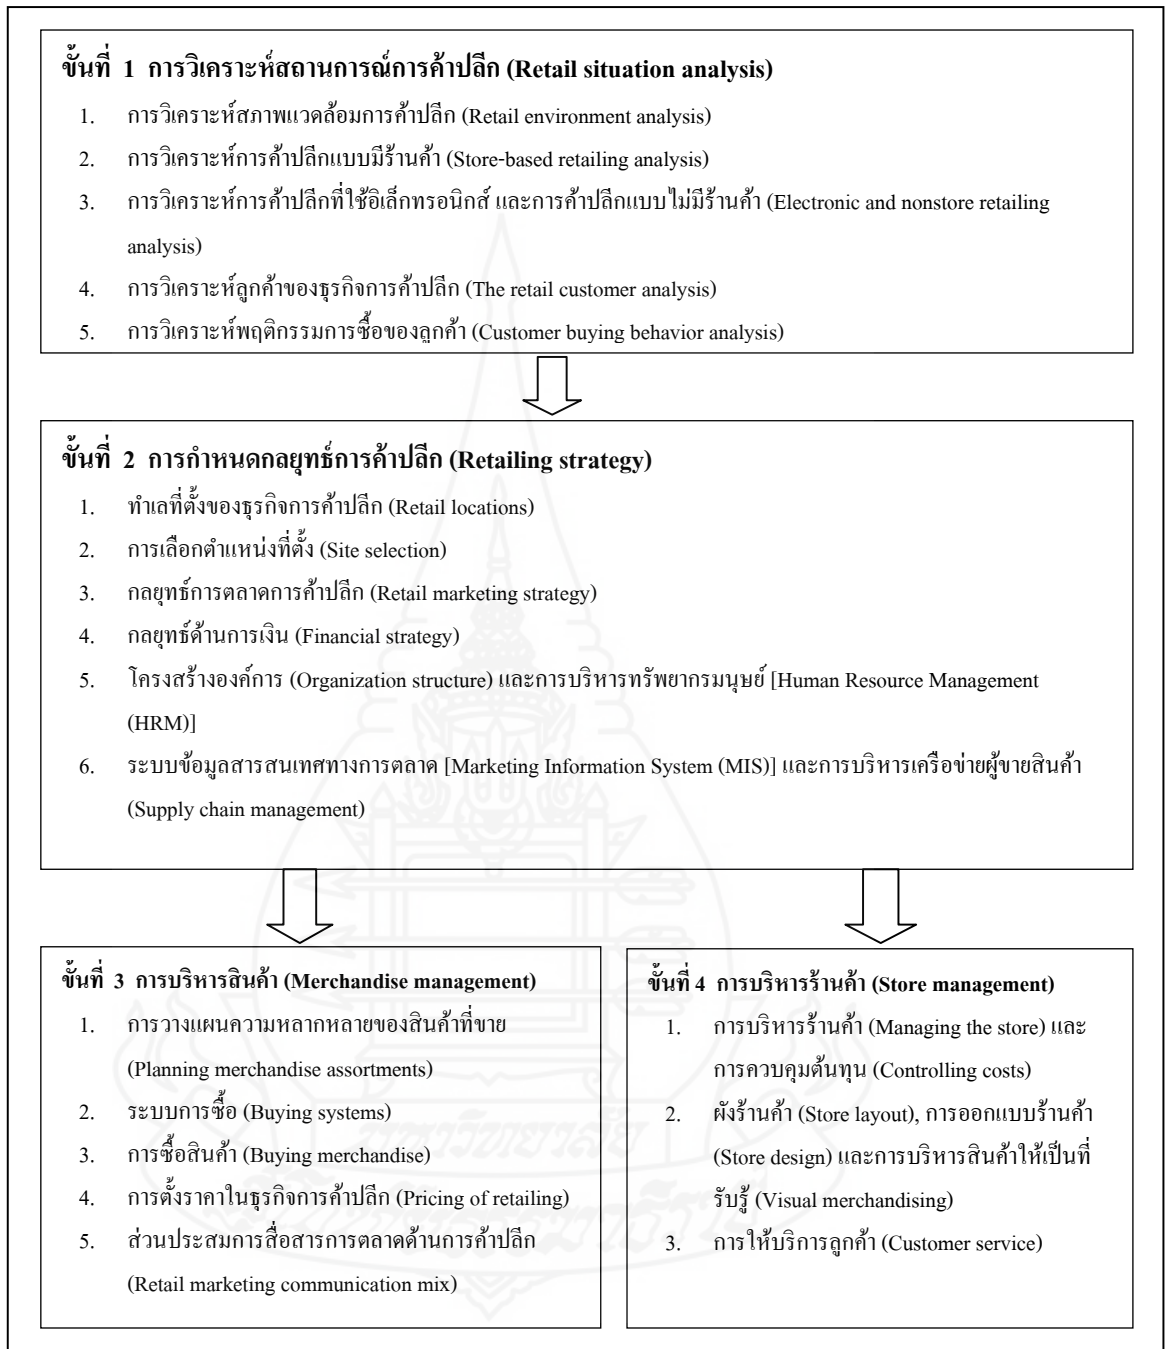 ขั้นที่ 1 การวิเคราะห์สถานการณ์การค้าปลีก (Retail situation analysis)
1. การวิเคราะห์สภาพแวดล้อมการค้าปลีก (Retail environment analysis)
2. การวิเคราะห์การค้าปลีกแบบมีร้านค้า (Store-based retailing analysis)
3. การวิเคราะห์การค้าปลีกที่ใช้อิเล็กทรอนิกส์ และการค้าปลีกแบบไม่มีร้านค้า (Electronic and nonstore retailing
analysis)
4. การวิเคราะห์ลูกค้าของธุรกิจการค้าปลีก (The retail customer analysis)
5. การวิเคราะห์พฤติกรรมการซื้อของลูกค้า (Customer buying behavior analysis)
ขั้นที่ 2 การกำหนดกลยุทธ์การค้าปลีก (Retailing strategy)
1. ทำเลที่ตั้งของธุรกิจการค้าปลีก (Retail locations)
2. การเลือกตำแหน่งที่ตั้ง (Site selection)
3. กลยุทธ์การตลาดการค้าปลีก (Retail marketing strategy)
4. กลยุทธ์ด้านการเงิน (Financial strategy)
5. โครงสร้างองค์การ (Organization structure) และการบริหารทรัพยากรมนุษย์ [Human Resource Management
(HRM)]
6. ระบบข้อมูลสารสนเทศทางการตลาด [Marketing Information System (MIS)] และการบริหารเครือข่ายผู้ขายสินค้า
(Supply chain management)
ขั้นที่ 3 การบริหารสินค้า (Merchandise management)
1. การวางแผนความหลากหลายของสินค้าที่ขาย
(Planning merchandise assortments)
2. ระบบการซื้อ (Buying systems)
3. การซื้อสินค้า (Buying merchandise)
4. การตั้งราคาในธุรกิจการค้าปลีก (Pricing of retailing)
5. ส่วนประสมการสื่อสารการตลาดด้านการค้าปลีก
(Retail marketing communication mix)
ขั้นที่ 4 การบริหารร้านค้า (Store management)
1. การบริหารร้านค้า (Managing the store) และ
การควบคุมต้นทุน (Controlling costs)
2. ผังร้านค้า (Store layout), การออกแบบร้านค้า
(Store design) และการบริหารสินค้าให้เป็นที่
รับรู้ (Visual merchandising)
3. การให้บริการลูกค้า (Customer service)